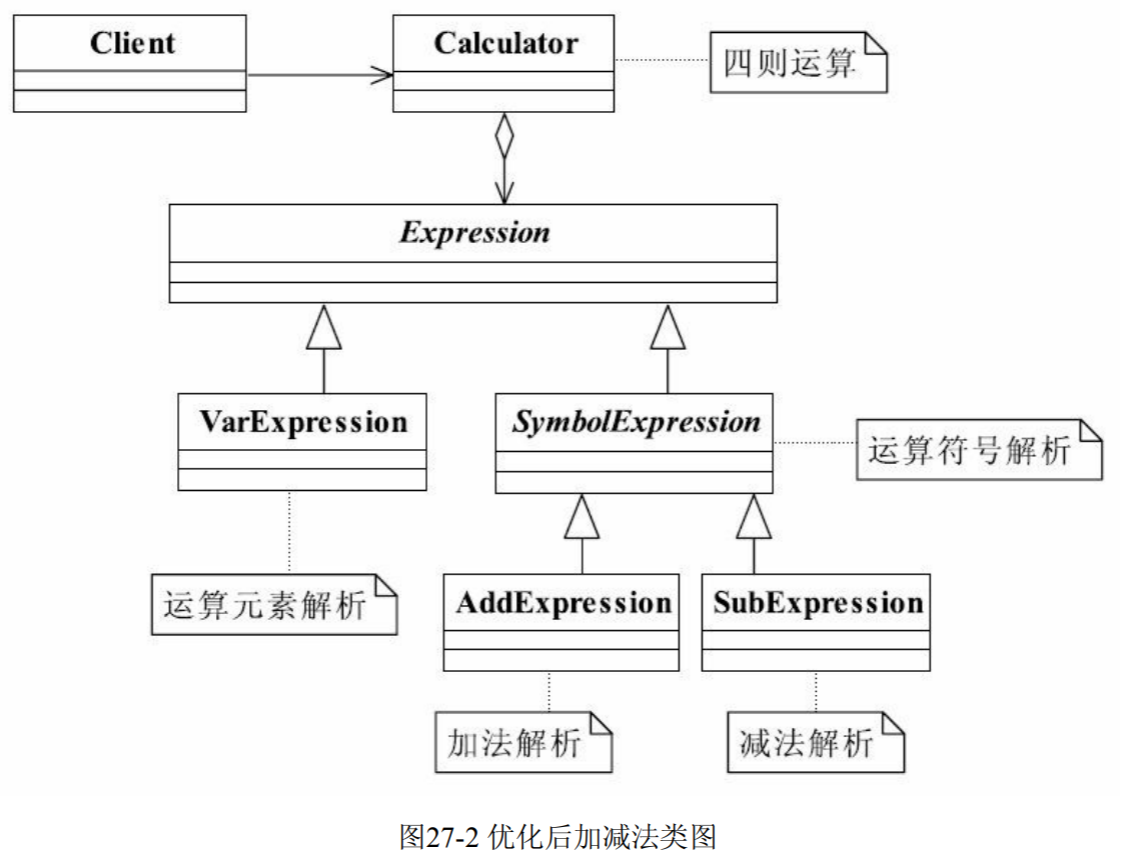 Client
Calculator
四则运算
Expression
VarExpression
SymbolExpression
运算符号解析
运算元素解析
AddExpression
SubExpression
加法解析
减法解析
图27-2 优化后加减法类图